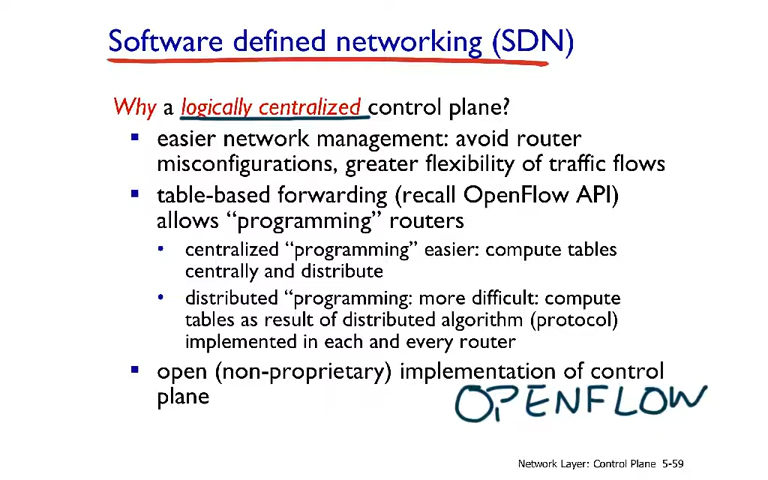 Software defined networking (SDN)
Why a logically centralized control plane?
▪ easier network management: avoid router
misconfigurations, greater flexibility of traffic flows
▪ table-based forwarding (recall OpenFlow API)
allows “programming” routers
• centralized “programming” easier: compute tables
centrally and distribute
• distributed “programming: more difficult: compute
tables as result of distributed algorithm (protocol)
implemented in each and every router
▪ open (non-proprietary) implementation of control
plane
OPENFLOW
Network Layer: Control Plane 5-59